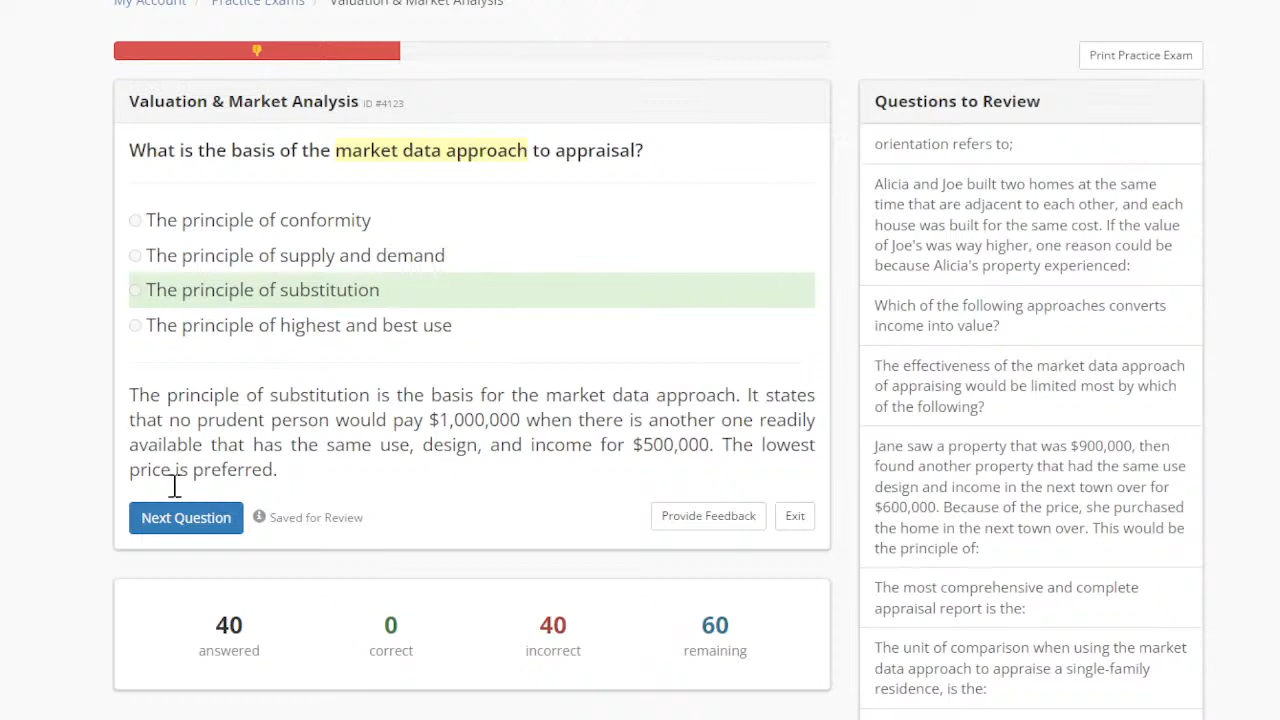 My Account / Practice Exams / Valuation & Market Analysis
Print Practice Exam
Valuation & Market Analysis ID #4123
What is the basis of the market data approach to appraisal?
The principle of conformity
The principle of supply and demand
The principle of substitution
The principle of highest and best use
The principle of substitution is the basis for the market data approach. It states
that no prudent person would pay $1,000,000 when there is another one readily
available that has the same use, design, and income for $500,000. The lowest
price is preferred.
Next Question
Saved for Review
Provide Feedback
Exit
40
answered
0
correct
40
incorrect
60
remaining
Questions to Review
orientation refers to;
Alicia and Joe built two homes at the same
time that are adjacent to each other, and each
house was built for the same cost. If the value
of Joe's was way higher, one reason could be
because Alicia's property experienced:
Which of the following approaches converts
income into value?
The effectiveness of the market data approach
of appraising would be limited most by which
of the following?
Jane saw a property that was $900,000, then
found another property that had the same use
design and income in the next town over for
$600,000. Because of the price, she purchased
the home in the next town over. This would be
the principle of:
The most comprehensive and complete
appraisal report is the:
The unit of comparison when using the market
data approach to appraise a single-family
residence, is the: